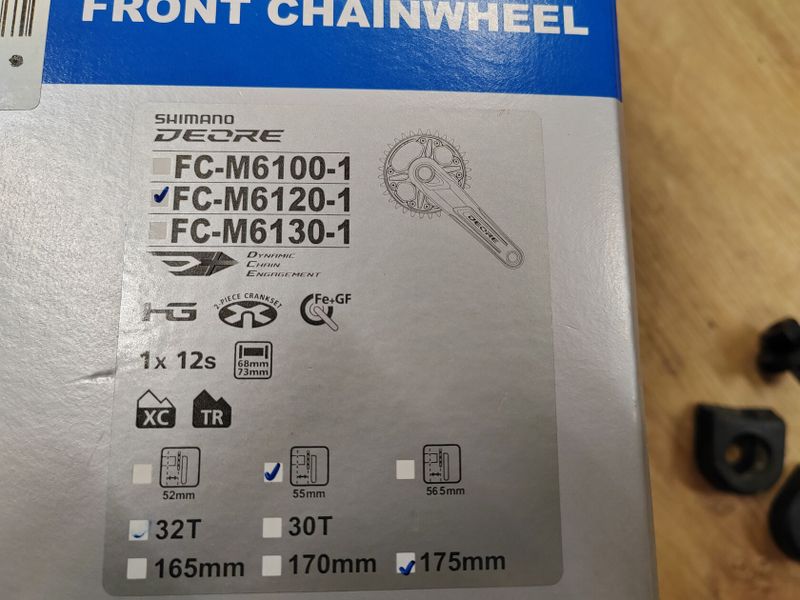 FRONT CHAINWHEEL
SHIMANO
DEORE
FC-M6100-1
FC-M6120-1
FC-M6130-1
DYNAMIC
CHAIN
ENGAGEMENT
HG
2-PIECE CRANKSET
Fe+GF
DEORE
1x 12s
68mm
73mm
XC
TR
52mm
55mm
56.5mm
32T
30T
165mm
170mm
175mm